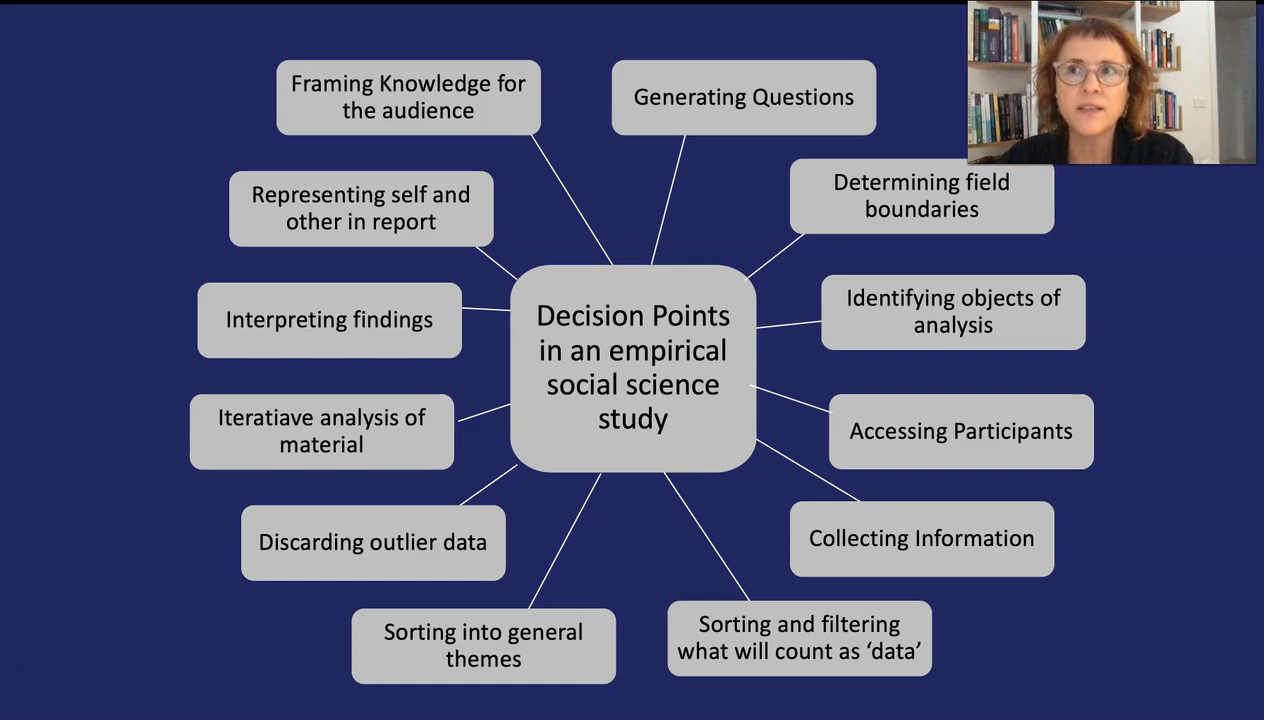 Framing Knowledge for
the audience
Generating Questions
Representing self and
other in report
Determining field
boundaries
Interpreting findings
Decision Points
in an empirical
social science
study
Identifying objects of
analysis
Iteratiave analysis of
material
Accessing Participants
Discarding outlier data
Collecting Information
Sorting into general
themes
Sorting and filtering
what will count as ‘data’